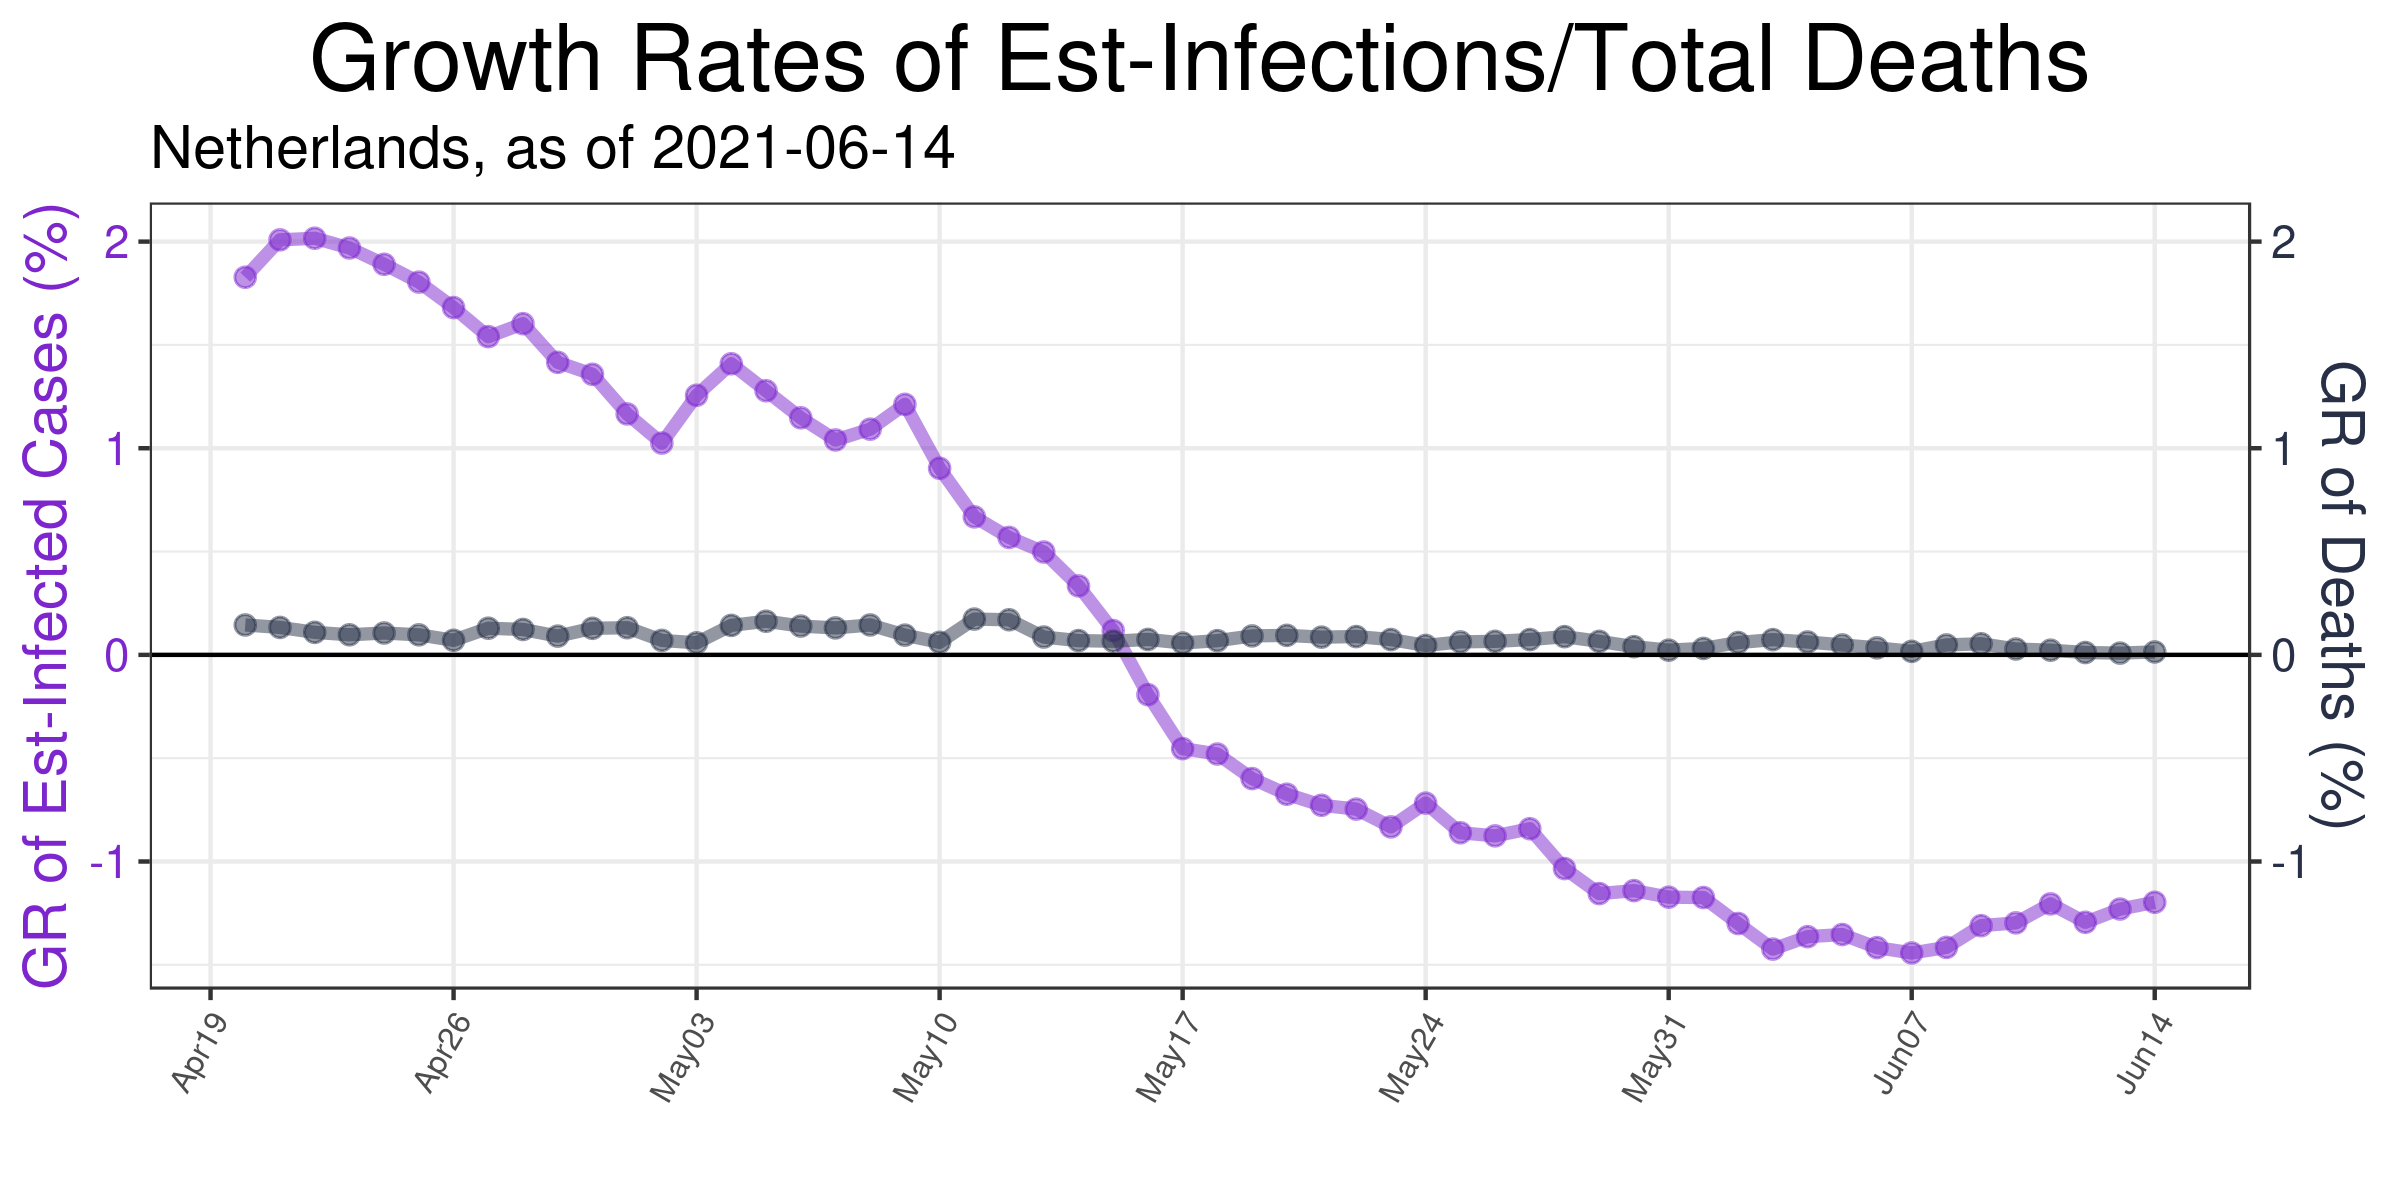 Growth Rates of Est-Infections/Total Deaths
Netherlands, as of 2021-06-14
GR of Est-Infected Cases (%)
2
1
0
-1
2
1
0
-1
GR of Deaths (%)
Apr19
Apr26
May03
May10
May17
May24
May31
Jun07
Jun14